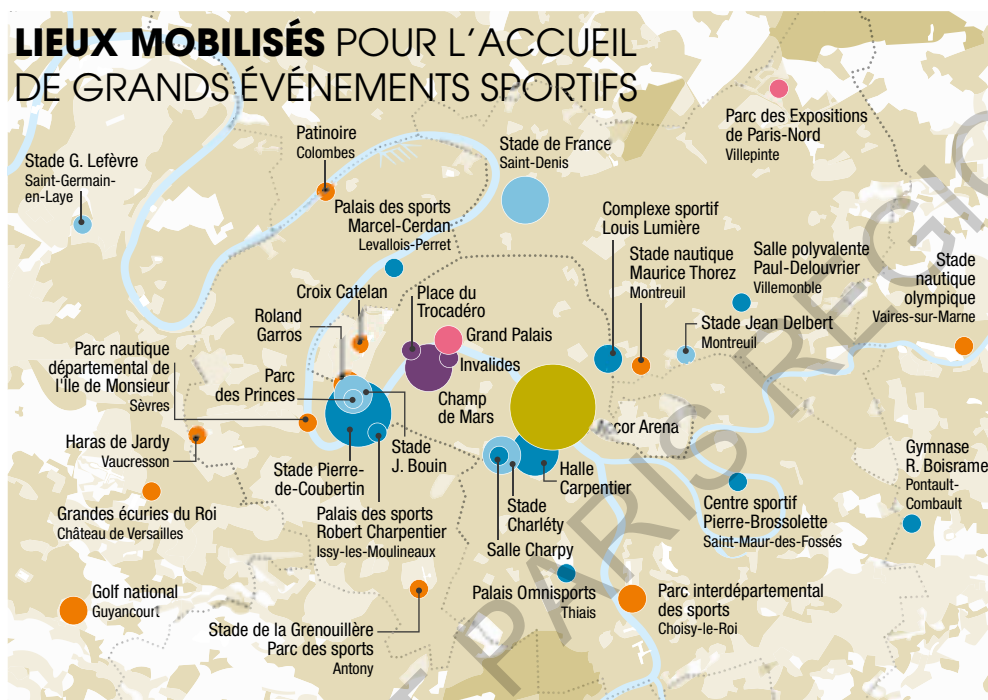 LIEUX MOBILISÉS POUR L'ACCUEIL
DE GRANDS ÉVÉNEMENTS SPORTIFS
Parc des Expositions
de Paris-Nord
Villepinte
Patinoire
Colombes
Stade de France
Saint-Denis
Stade G. Lefèvre
Saint-Germain-
en-Laye
Palais des sports
Marcel-Cerdan
Levallois-Perret
Complexe sportif
Louis Lumière
Stade nautique
Maurice Thorez
Montreuil
Salle polyvalente
Paul-Delouvrier
Villemonble
Stade
nautique
olympique
Vaires-sur-Marne
Croix Catelan
Place du
Trocadéro
Roland
Garros
Grand Palais
Stade Jean Delbert
Montreuil
Parc nautique
départemental de
l'Île de Monsieur
Sèvres
Parc
des Princes
Invalides
Champ
de Mars
Accor Arena
Haras de Jardy
Vaucresson
Stade
J. Bouin
Stade Pierre-
de-Coubertin
Halle
Carpentier
Gymnase
R. Boisrame
Pontault-
Combault
Grandes écuries du Roi
Château de Versailles
Palais des sports
Robert Charpentier
Issy-les-Moulineaux
Stade
Charléty
Salle Charpy
Centre sportif
Pierre-Brossolette
Saint-Maur-des-Fossés
Golf national
Guyancourt
Palais Omnisports
Thiais
Parc interdépartemental
des sports
Choisy-le-Roi
Stade de la Grenouillère
Parc des sports
Antony
PARIS REGIO